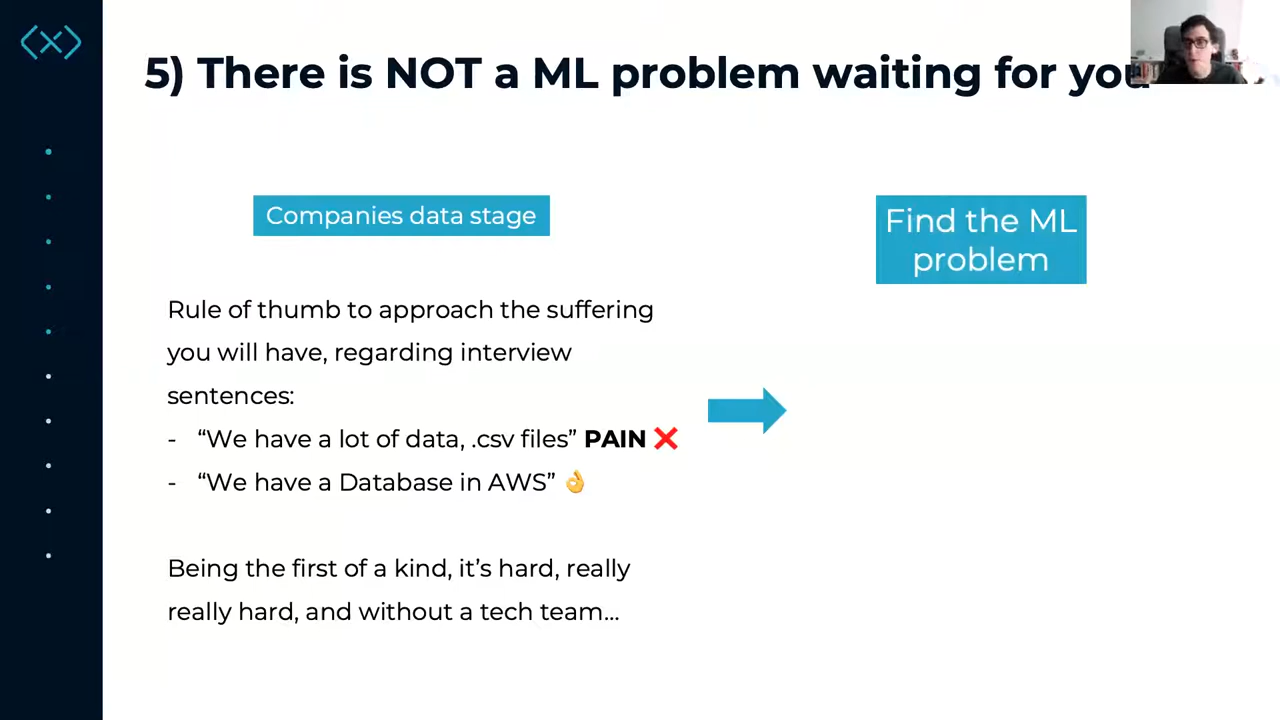 5) There is NOT a ML problem waiting for you
Companies data stage
Rule of thumb to approach the suffering
you will have, regarding interview
sentences:
- “We have a lot of data, .csv files” PAIN ❌
- “We have a Database in AWS” 👌
Being the first of a kind, it’s hard, really
really hard, and without a tech team...
Find the ML
problem